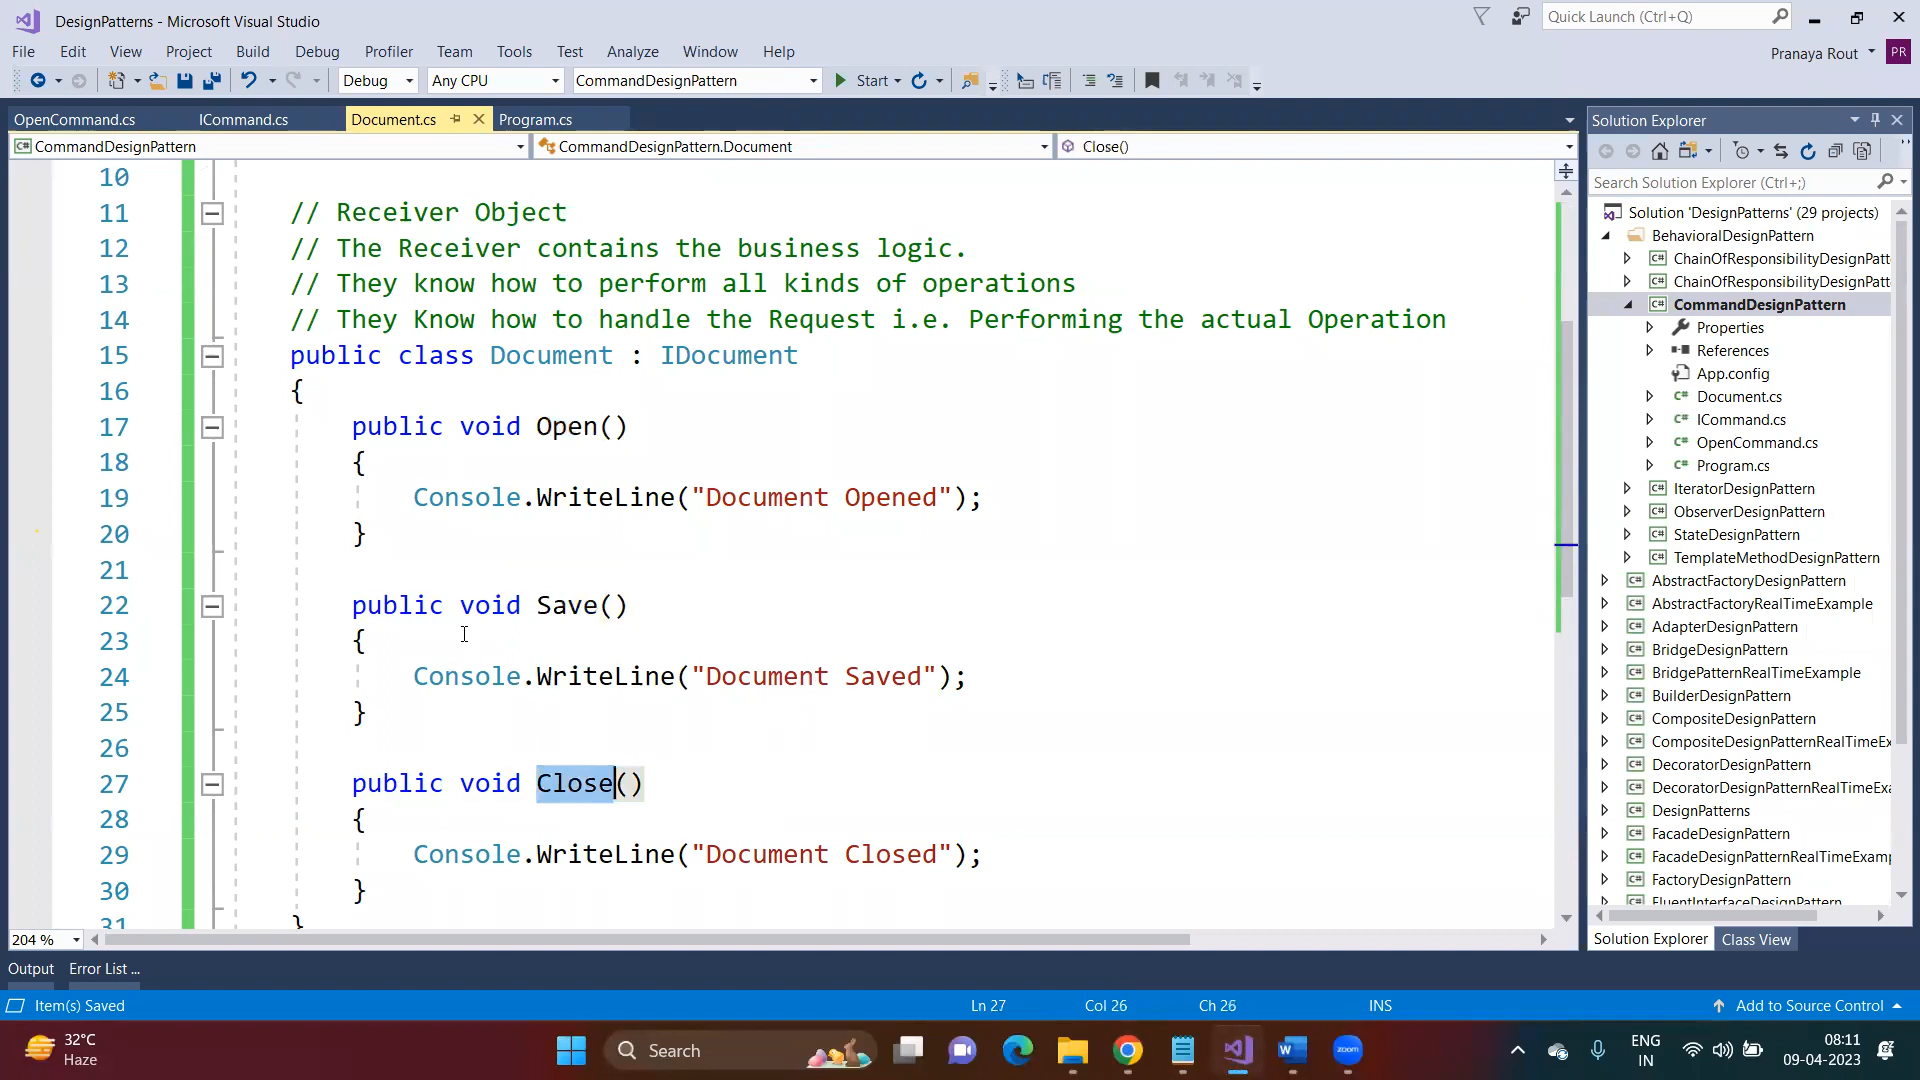 DesignPatterns - Microsoft Visual Studio
Quick Launch (Ctrl+Q)
File Edit View Project Build Debug Profiler Team Tools Test Analyze Window Help
Pranaya Rout PR
Debug Any CPU CommandDesignPattern Start
OpenCommand.cs ICommand.cs Document.cs Program.cs
CommandDesignPattern CommandDesignPattern.Document Close()
10
11 // Receiver Object
12 // The Receiver contains the business logic.
13 // They know how to perform all kinds of operations
14 // They Know how to handle the Request i.e. Performing the actual Operation
15 public class Document : IDocument
16 {
17 public void Open()
18 {
19 Console.WriteLine("Document Opened");
20 }
21
22 public void Save()
23 {
24 Console.WriteLine("Document Saved");
25 }
26
27 public void Close()
28 {
29 Console.WriteLine("Document Closed");
30 }
31 }
204 %
Solution Explorer
Search Solution Explorer (Ctrl+;)
Solution 'DesignPatterns' (29 projects)
BehavioralDesignPattern
ChainOfResponsibilityDesignPatt
ChainOfResponsibilityDesignPatt
CommandDesignPattern
Properties
References
App.config
Document.cs
ICommand.cs
OpenCommand.cs
Program.cs
IteratorDesignPattern
ObserverDesignPattern
StateDesignPattern
TemplateMethodDesignPattern
AbstractFactoryDesignPattern
AbstractFactoryRealTimeExample
AdapterDesignPattern
BridgeDesignPattern
BridgePatternRealTimeExample
BuilderDesignPattern
CompositeDesignPattern
CompositeDesignPatternRealTimeEx
DecoratorDesignPattern
DecoratorDesignPatternRealTimeExa
DesignPatterns
FacadeDesignPattern
FacadeDesignPatternRealTimeExamp
FactoryDesignPattern
FluentInterfaceDesignPattern
Solution Explorer Class View
Output Error List ...
Item(s) Saved Ln 27 Col 26 Ch 26 INS Add to Source Control
32°C
Haze
Search
zoom
ENG
IN
08:11
09-04-2023